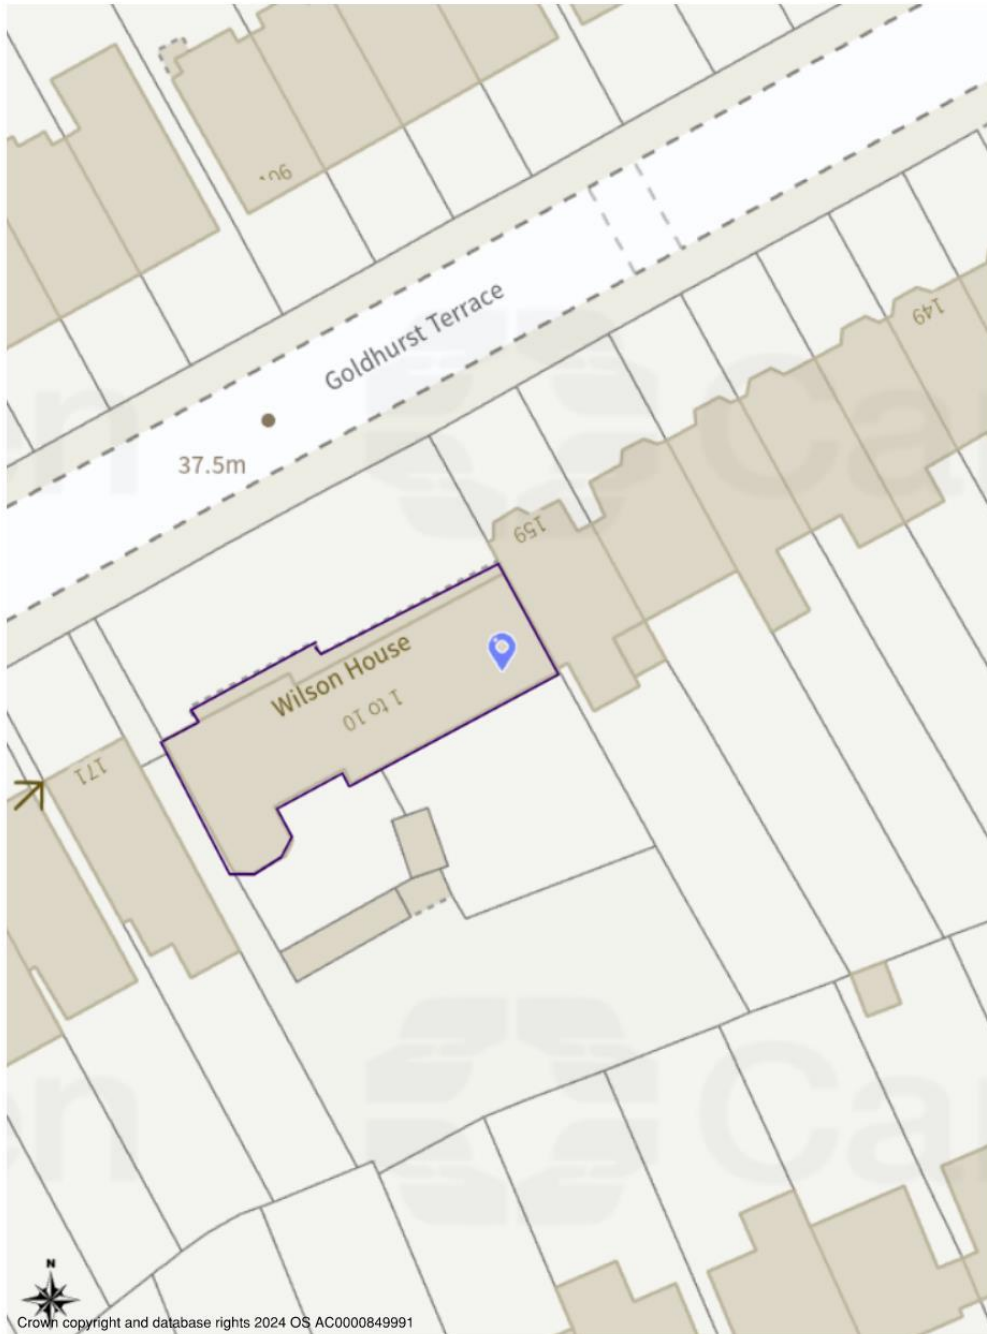 Goldhurst Terrace
149
37.5m
159
Wilson House
1 to 10
171
N
Crown copyright and database rights 2024 OS AC0000849991